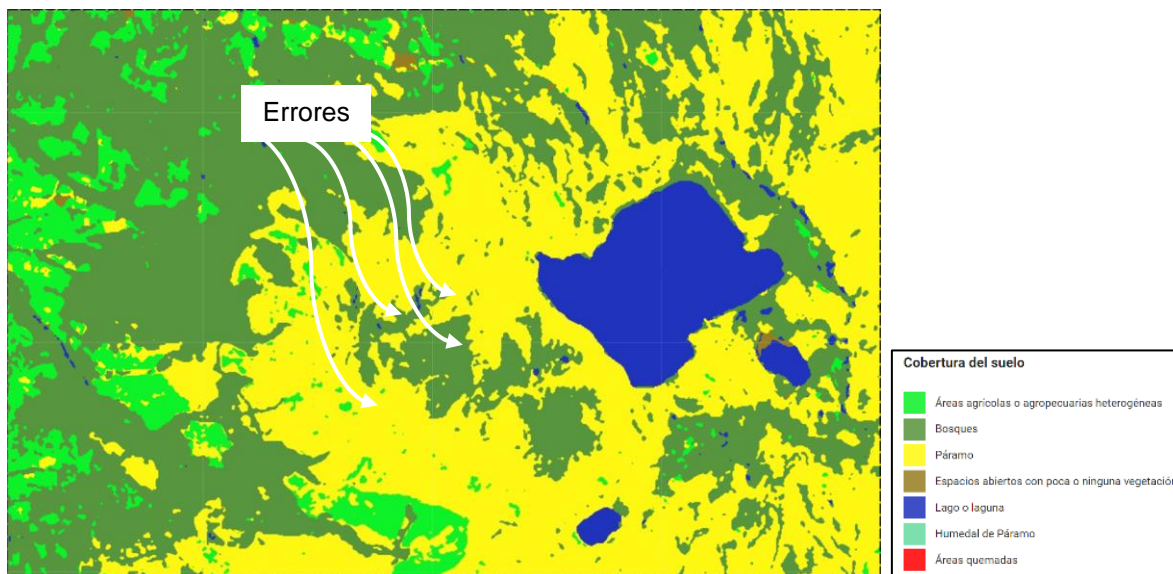 Errores
Cobertura del suelo
Áreas agrícolas o agropecuarias heterogéneas
Bosques
Páramo
Espacios abiertos con poca o ninguna vegetación
Lago o laguna
Humedal de Páramo
Áreas quemadas